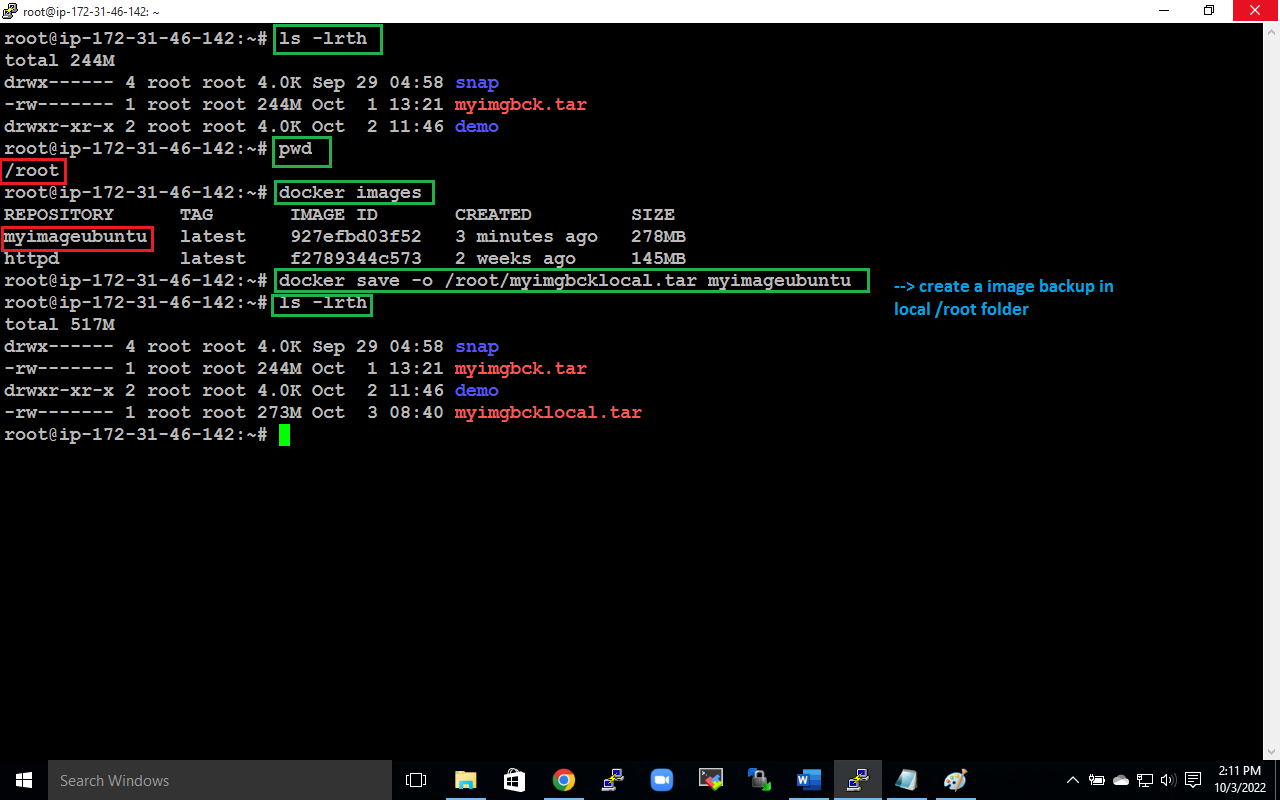 root@ip-172-31-46-142: ~
root@ip-172-31-46-142:~# ls -lrth
total 244M
drwx------ 4 root root 4.0K Sep 29 04:58 snap
-rw------- 1 root root 244M Oct  1 13:21 myimgbck.tar
drwxr-xr-x 2 root root 4.0K Oct  2 11:46 demo
root@ip-172-31-46-142:~# pwd
/root
root@ip-172-31-46-142:~# docker images
REPOSITORY      TAG       IMAGE ID       CREATED         SIZE
myimageubuntu   latest    927efbd03f52   3 minutes ago   278MB
httpd           latest    f2789344c573   2 weeks ago     145MB
root@ip-172-31-46-142:~# docker save -o /root/myimgbcklocal.tar myimageubuntu
--> create a image backup in
local /root folder
root@ip-172-31-46-142:~# ls -lrth
total 517M
drwx------ 4 root root 4.0K Sep 29 04:58 snap
-rw------- 1 root root 244M Oct  1 13:21 myimgbck.tar
drwxr-xr-x 2 root root 4.0K Oct  2 11:46 demo
-rw------- 1 root root 273M Oct  3 08:40 myimgbcklocal.tar
root@ip-172-31-46-142:~#
Search Windows
2:11 PM
10/3/2022